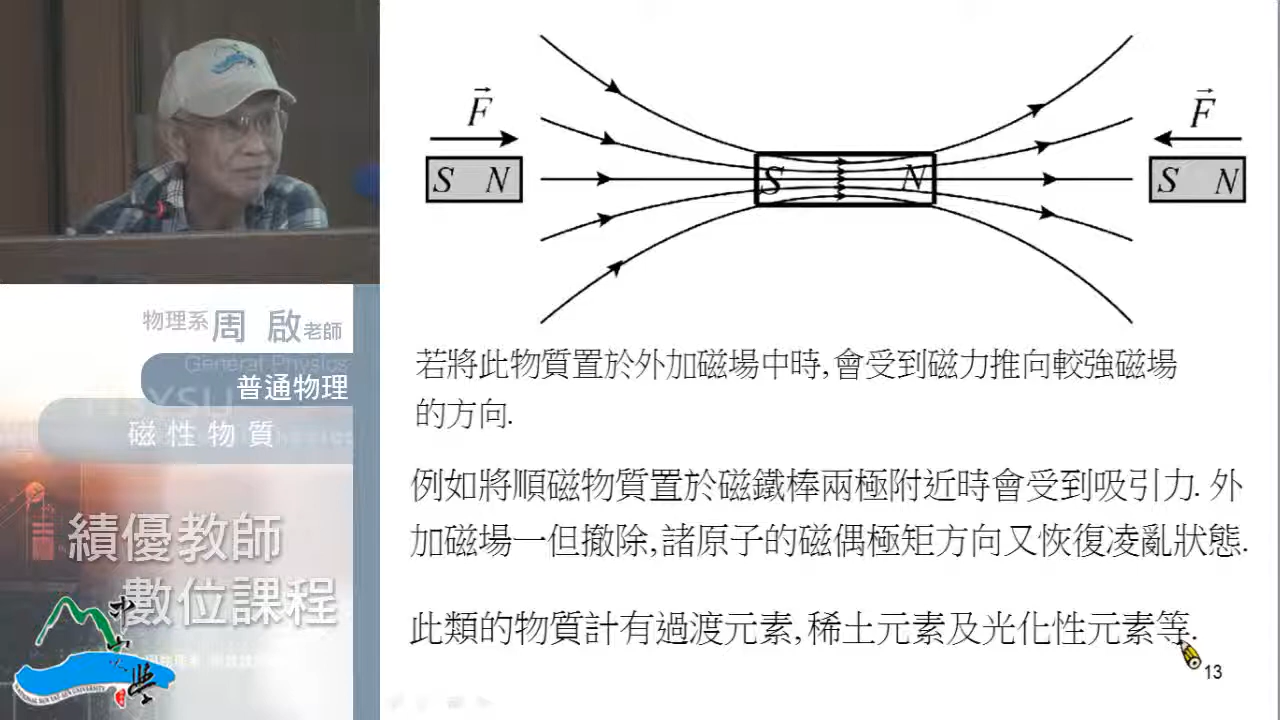 F
F
S N
S N
S N
若將此物質置於外加磁場中時,會受到磁力推向較強磁場
的方向.
例如將順磁物質置於磁鐵棒兩極附近時會受到吸引力. 外
加磁場一但撤除,諸原子的磁偶極矩方向又恢復凌亂狀態.
此類的物質計有過渡元素,稀土元素及光化性元素等.
13
物理系 周 啟 老師
General Physics
普通物理
磁性物質
績優教師
數位課程
中山大學